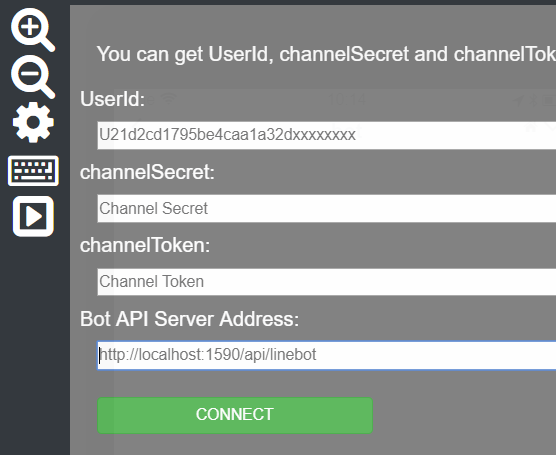 You can get UserId, channelSecret and channelTok
UserId:
U21d2cd1795be4caa1a32dxxxxxxxx
channelSecret:
Channel Secret
channelToken:
Channel Token
Bot API Server Address:
http://localhost:1590/api/linebot
CONNECT